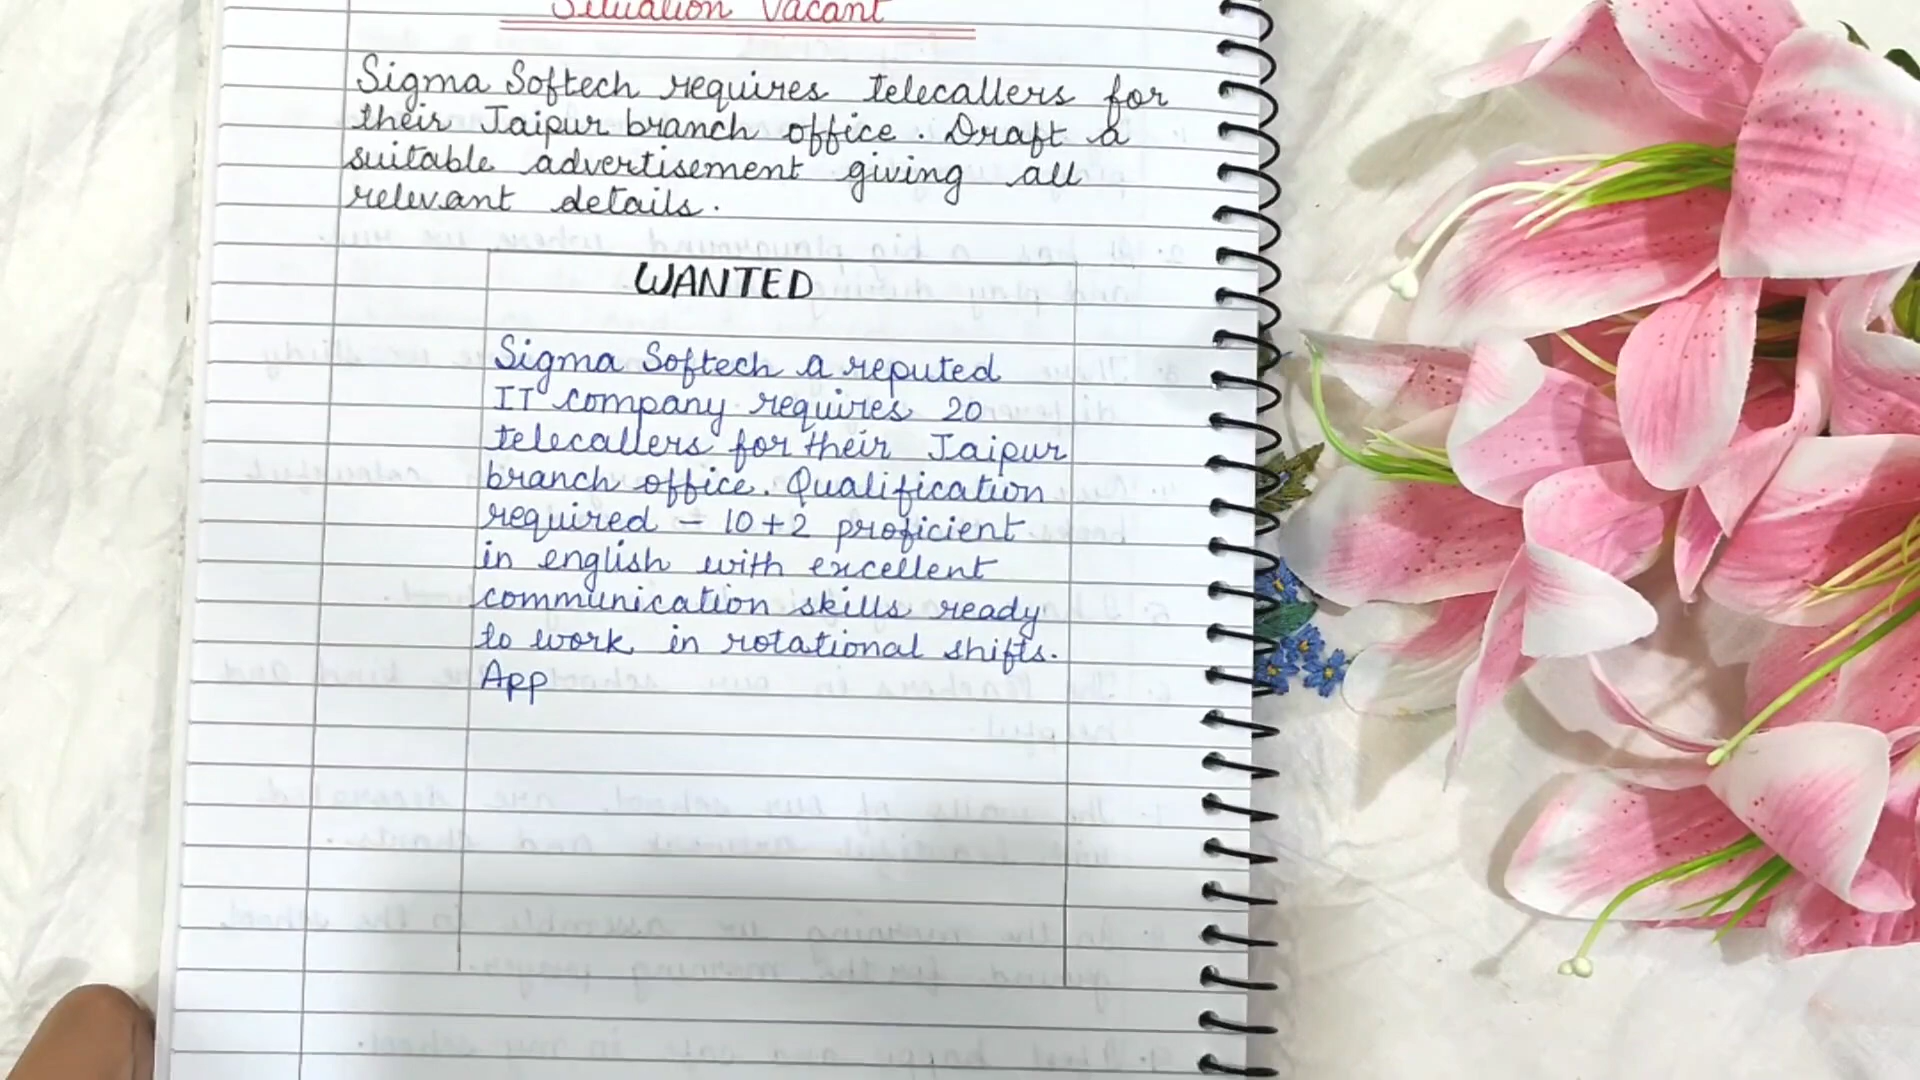 Situation Vacant
Sigma Softech requires telecallers for
their Jaipur branch office. Draft a
suitable advertisement giving all
relevant details.
WANTED
Sigma Softech a reputed
IT company requires 20
telecallers for their Jaipur
branch office. Qualification
required - 10+2 proficient
in english with excellent
communication skills ready
to work in rotational shifts.
App